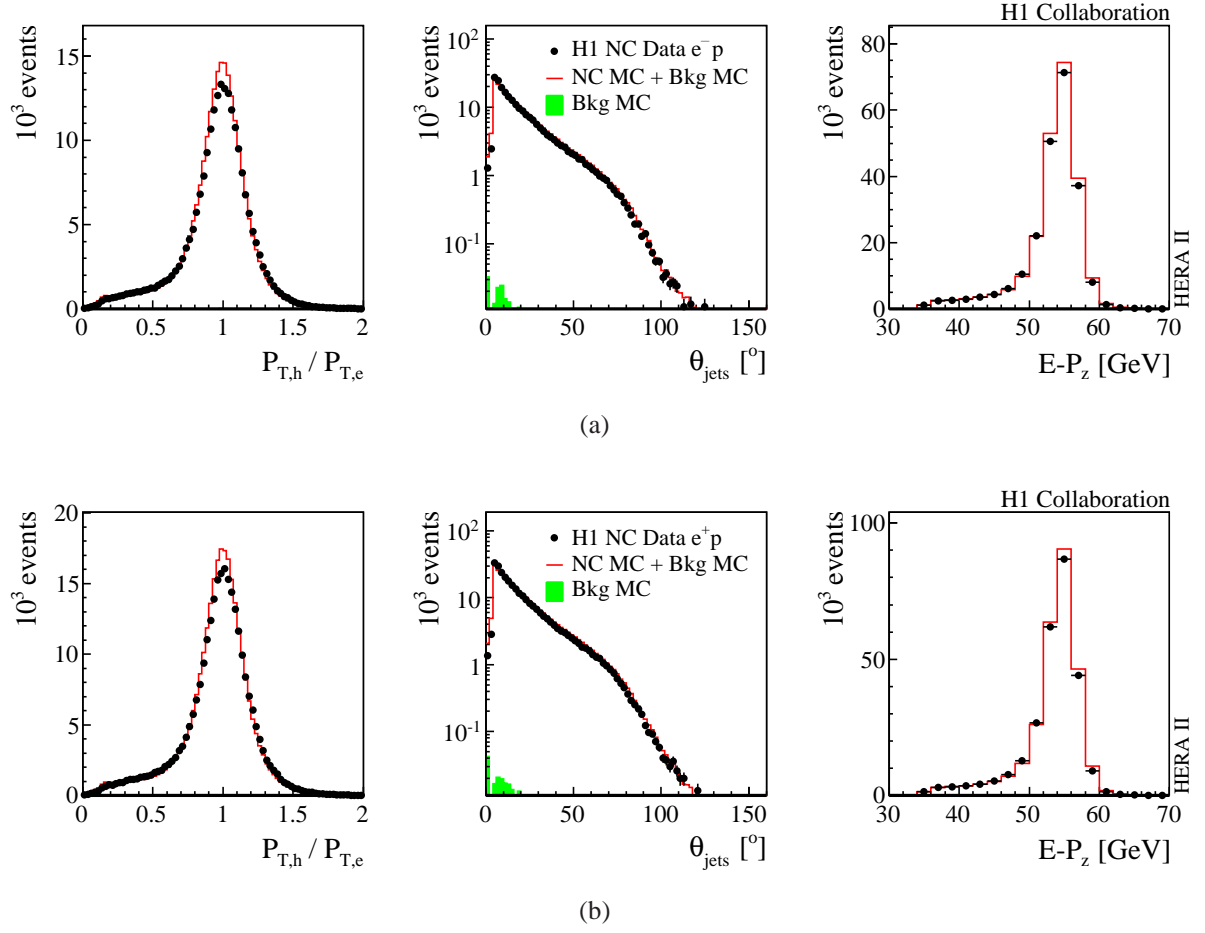 H1 Collaboration
10³ events
15
10
5
0
0 0.5 1 1.5 2
P_T,h / P_T,e
10³ events
10²
10
1
10⁻¹
H1 NC Data e⁻p
NC MC + Bkg MC
Bkg MC
0 50 100 150
θ_jets [°]
10³ events
80
60
40
20
0
30 40 50 60 70
E-P_z [GeV]
HERA II
(a)
H1 Collaboration
10³ events
20
15
10
5
0
0 0.5 1 1.5 2
P_T,h / P_T,e
10³ events
10²
10
1
10⁻¹
H1 NC Data e⁺p
NC MC + Bkg MC
Bkg MC
0 50 100 150
θ_jets [°]
10³ events
100
50
0
30 40 50 60 70
E-P_z [GeV]
HERA II
(b)